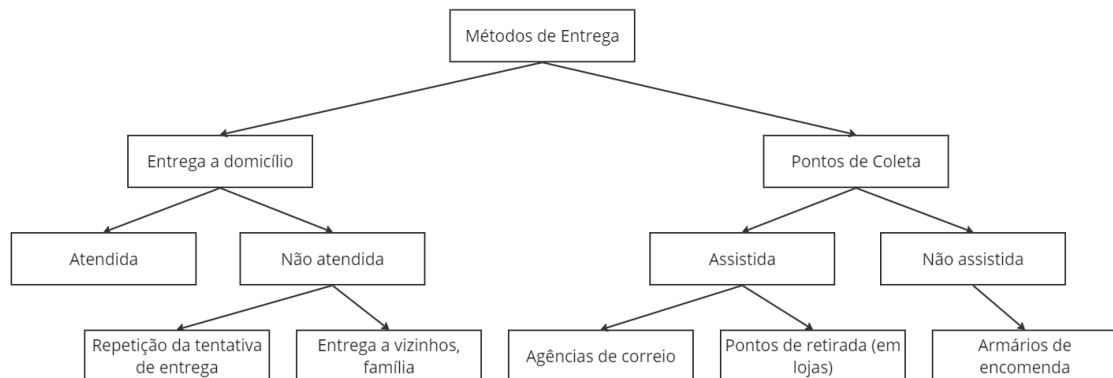 Métodos de Entrega
Entrega a domicílio
Pontos de Coleta
Atendida
Não atendida
Assistida
Não assistida
Repetição da tentativa
de entrega
Entrega a vizinhos,
família
Agências de correio
Pontos de retirada (em
lojas)
Armários de
encomenda